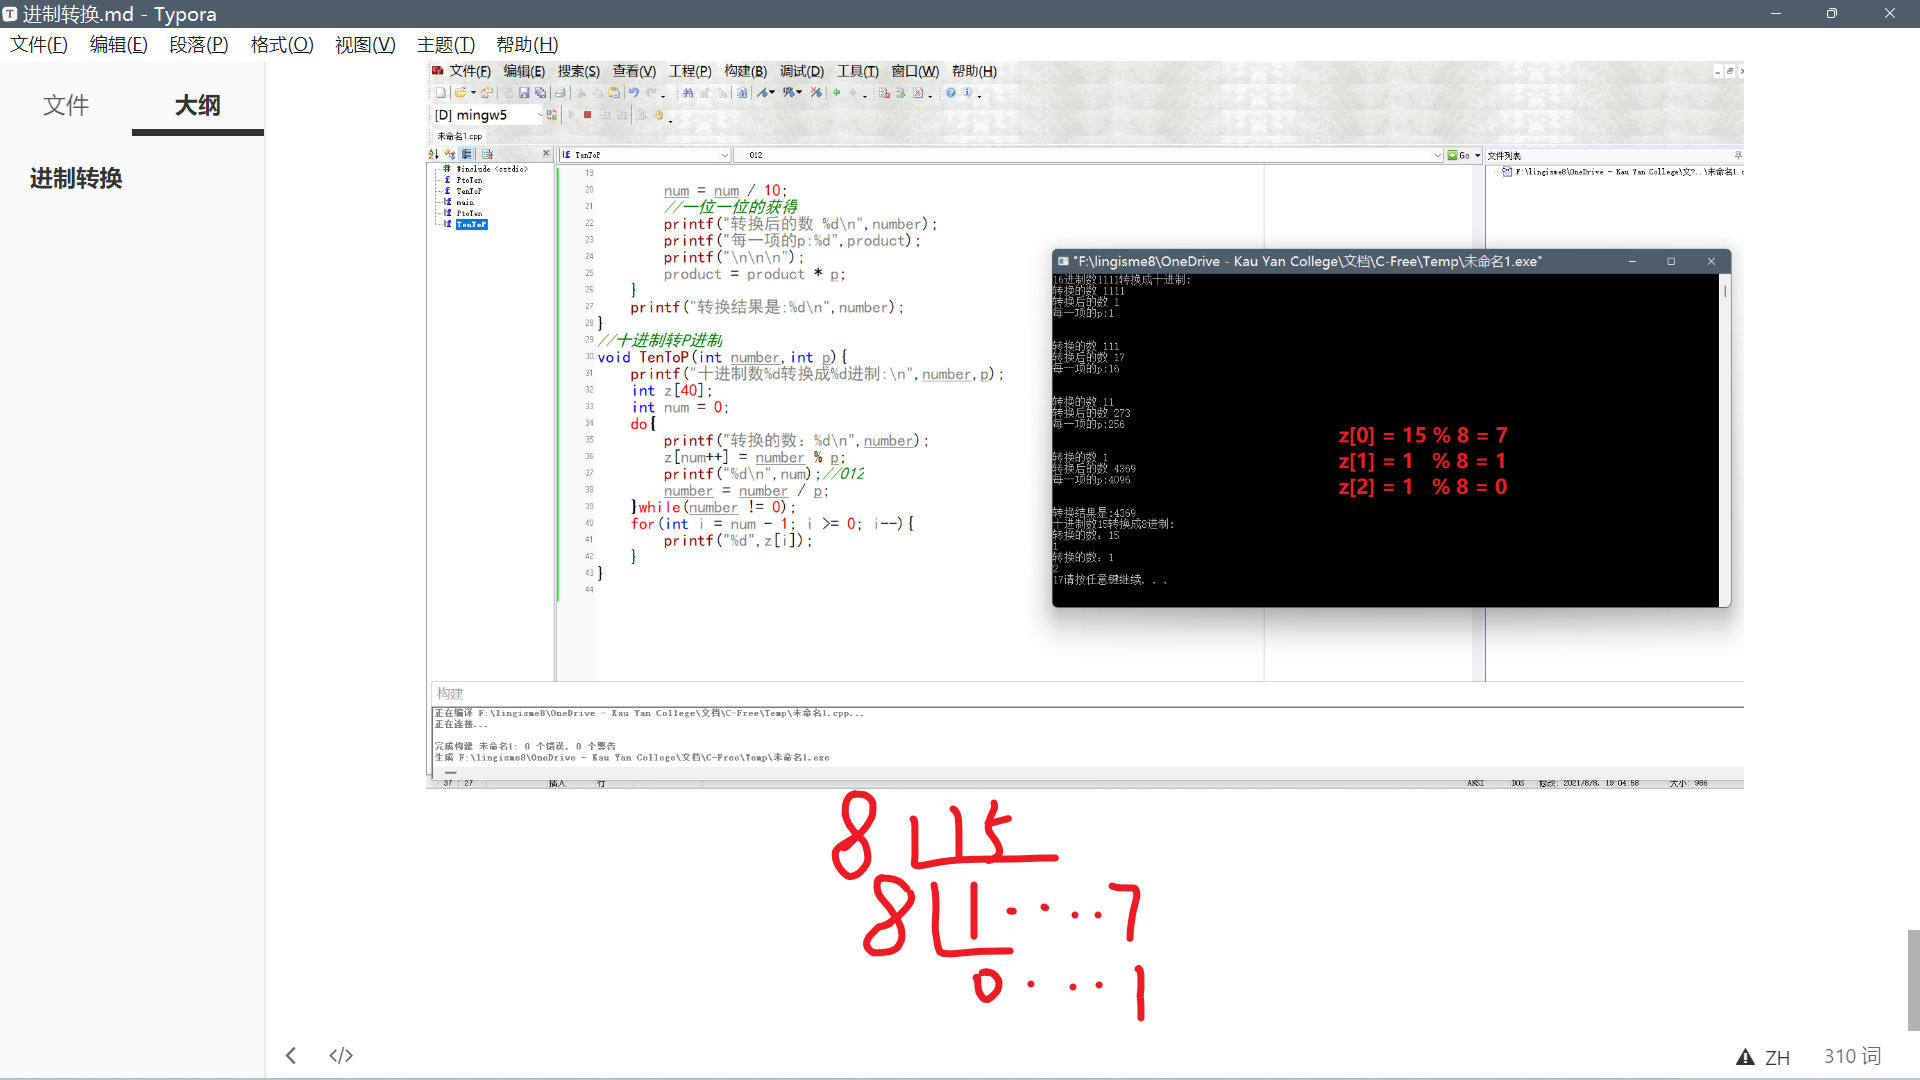 进制转换.md - Typora
文件(F) 编辑(E) 段落(P) 格式(O) 视图(V) 主题(T) 帮助(H)
文件 大纲
进制转换
文件(F) 编辑(E) 搜索(S) 查看(V) 工程(P) 构建(B) 调试(D) 工具(T) 窗口(W) 帮助(H)
[D] mingw5
未命名1.cpp
TenToP 012 Go 文件列表
#include <cstdio>
PtoTen
TenToP
main
PtoTen
TenToP
F:\lingisme8\OneDrive - Kau Yan College\文?..\未命名1.c
19
20 num = num / 10;
21 //一位一位的获得
22 printf("转换后的数 %d\n",number);
23 printf("每一项的p:%d",product);
24 printf("\n\n\n");
25 product = product * p;
26 }
27 printf("转换结果是:%d\n",number);
28 }
29 //十进制转P进制
30 void TenToP(int number,int p){
31 printf("十进制数%d转换成%d进制:\n",number,p);
32 int z[40];
33 int num = 0;
34 do{
35 printf("转换的数: %d\n",number);
36 z[num++] = number % p;
37 printf("%d\n",num);//012
38 number = number / p;
39 }while(number != 0);
40 for(int i = num - 1; i >= 0; i--){
41 printf("%d",z[i]);
42 }
43 }
44
"F:\lingisme8\OneDrive - Kau Yan College\文档\C-Free\Temp\未命名1.exe"
16进制数1111转换成十进制:
转换的数 1111
转换后的数 1
每一项的p:1
转换的数 111
转换后的数 17
每一项的p:16
转换的数 11
转换后的数 273
每一项的p:256
转换的数 1
转换后的数 4369
每一项的p:4096
转换结果是:4369
十进制数15转换成8进制:
转换的数: 15
1
转换的数: 1
2
17请按任意键继续. . .
z[0] = 15 % 8 = 7
z[1] = 1 % 8 = 1
z[2] = 1 % 8 = 0
构建
正在编译 F:\lingisme8\OneDrive - Kau Yan College\文档\C-Free\Temp\未命名1.cpp...
正在连接...
完成构建 未命名1: 0 个错误, 0 个警告
生成 F:\lingisme8\OneDrive - Kau Yan College\文档\C-Free\Temp\未命名1.exe
37 : 27 插入 行 ANSI DOS 修改: 2021/8/8, 19:04:58 大小: 986
8 15
8 1 .... 7
0 ... 1
</> ZH 310 词